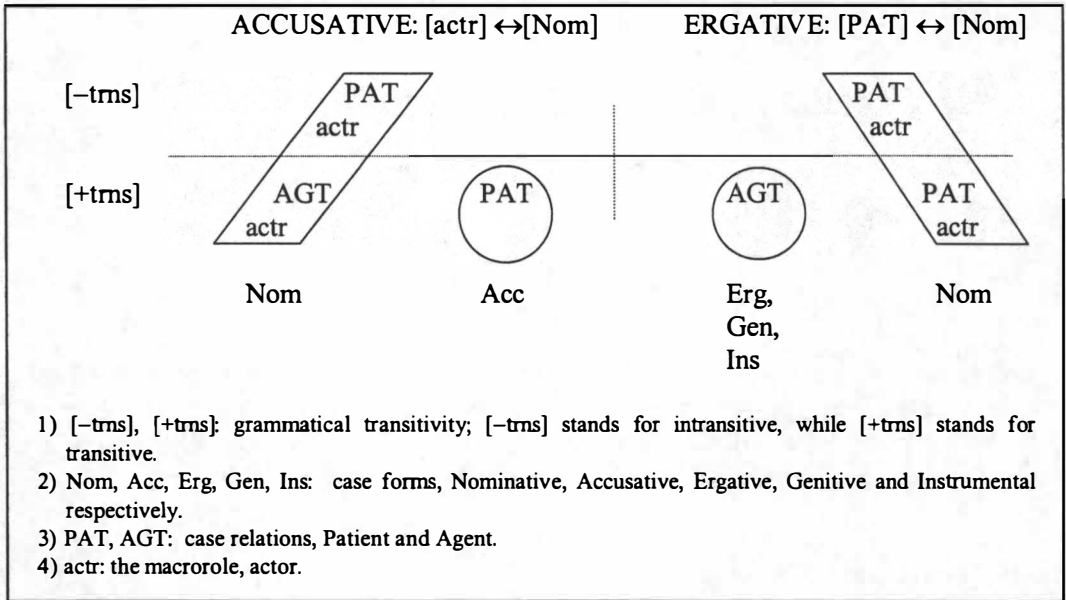 ACCUSATIVE: [actr] ↔[Nom] ERGATIVE: [PAT] ↔ [Nom]
[–trns] PAT PAT
actr actr
[+trns] AGT PAT AGT PAT
actr actr
Nom Acc Erg, Nom
Gen,
Ins
1) [–trns], [+trns]: grammatical transitivity; [–trns] stands for intransitive, while [+trns] stands for
transitive.
2) Nom, Acc, Erg, Gen, Ins: case forms, Nominative, Accusative, Ergative, Genitive and Instrumental
respectively.
3) PAT, AGT: case relations, Patient and Agent.
4) actr: the macrorole, actor.